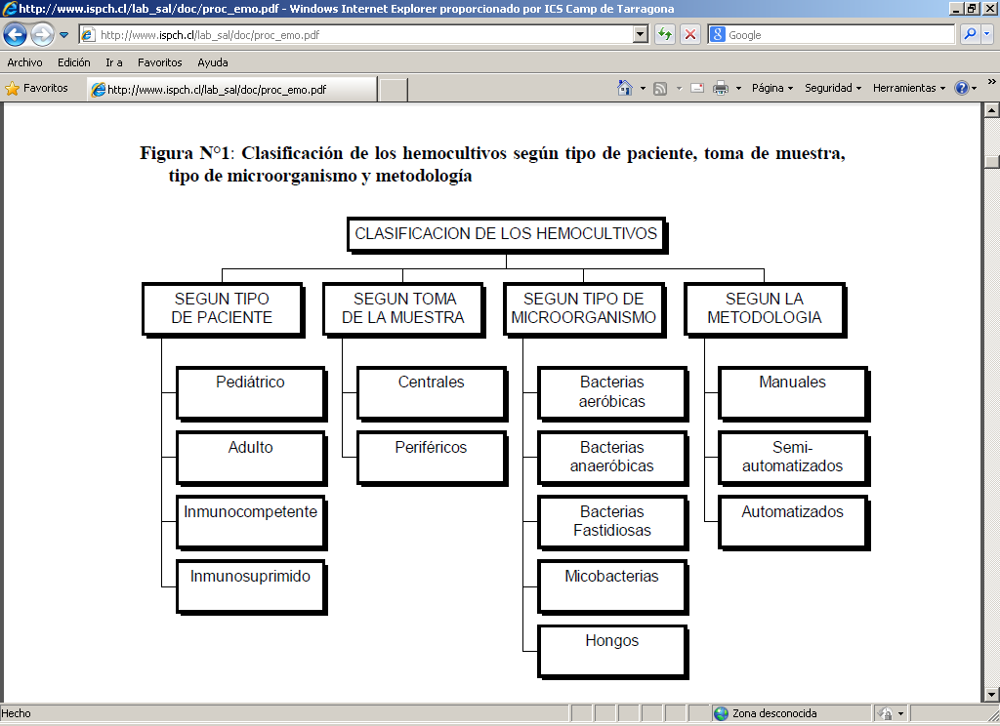 http://www.ispch.cl/lab_sal/doc/proc_emo.pdf - Windows Internet Explorer proporcionado por ICS Camp de Tarragona
http://www.ispch.cl/lab_sal/doc/proc_emo.pdf
Google
Archivo Edición Ir a Favoritos Ayuda
Favoritos
http://www.ispch.cl/lab_sal/doc/proc_emo.pdf
Página Seguridad Herramientas
Figura N°1: Clasificación de los hemocultivos según tipo de paciente, toma de muestra,
tipo de microorganismo y metodología
CLASIFICACION DE LOS HEMOCULTIVOS
SEGUN TIPO
DE PACIENTE
Pediátrico
Adulto
Inmunocompetente
Inmunosuprimido
SEGUN TOMA
DE LA MUESTRA
Centrales
Periféricos
SEGUN TIPO DE
MICROORGANISMO
Bacterias
aeróbicas
Bacterias
anaeróbicas
Bacterias
Fastidiosas
Micobacterias
Hongos
SEGUN LA
METODOLOGIA
Manuales
Semi-
automatizados
Automatizados
Hecho
Zona desconocida